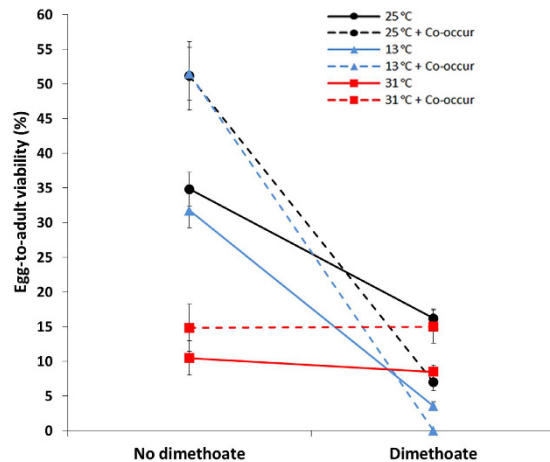 60
55
50
45
40
35
30
25
20
15
10
5
0
Egg-to-adult viability (%)
No dimethoate
Dimethoate
25°C
25°C + Co-occur
13°C
13°C + Co-occur
31°C
31°C + Co-occur